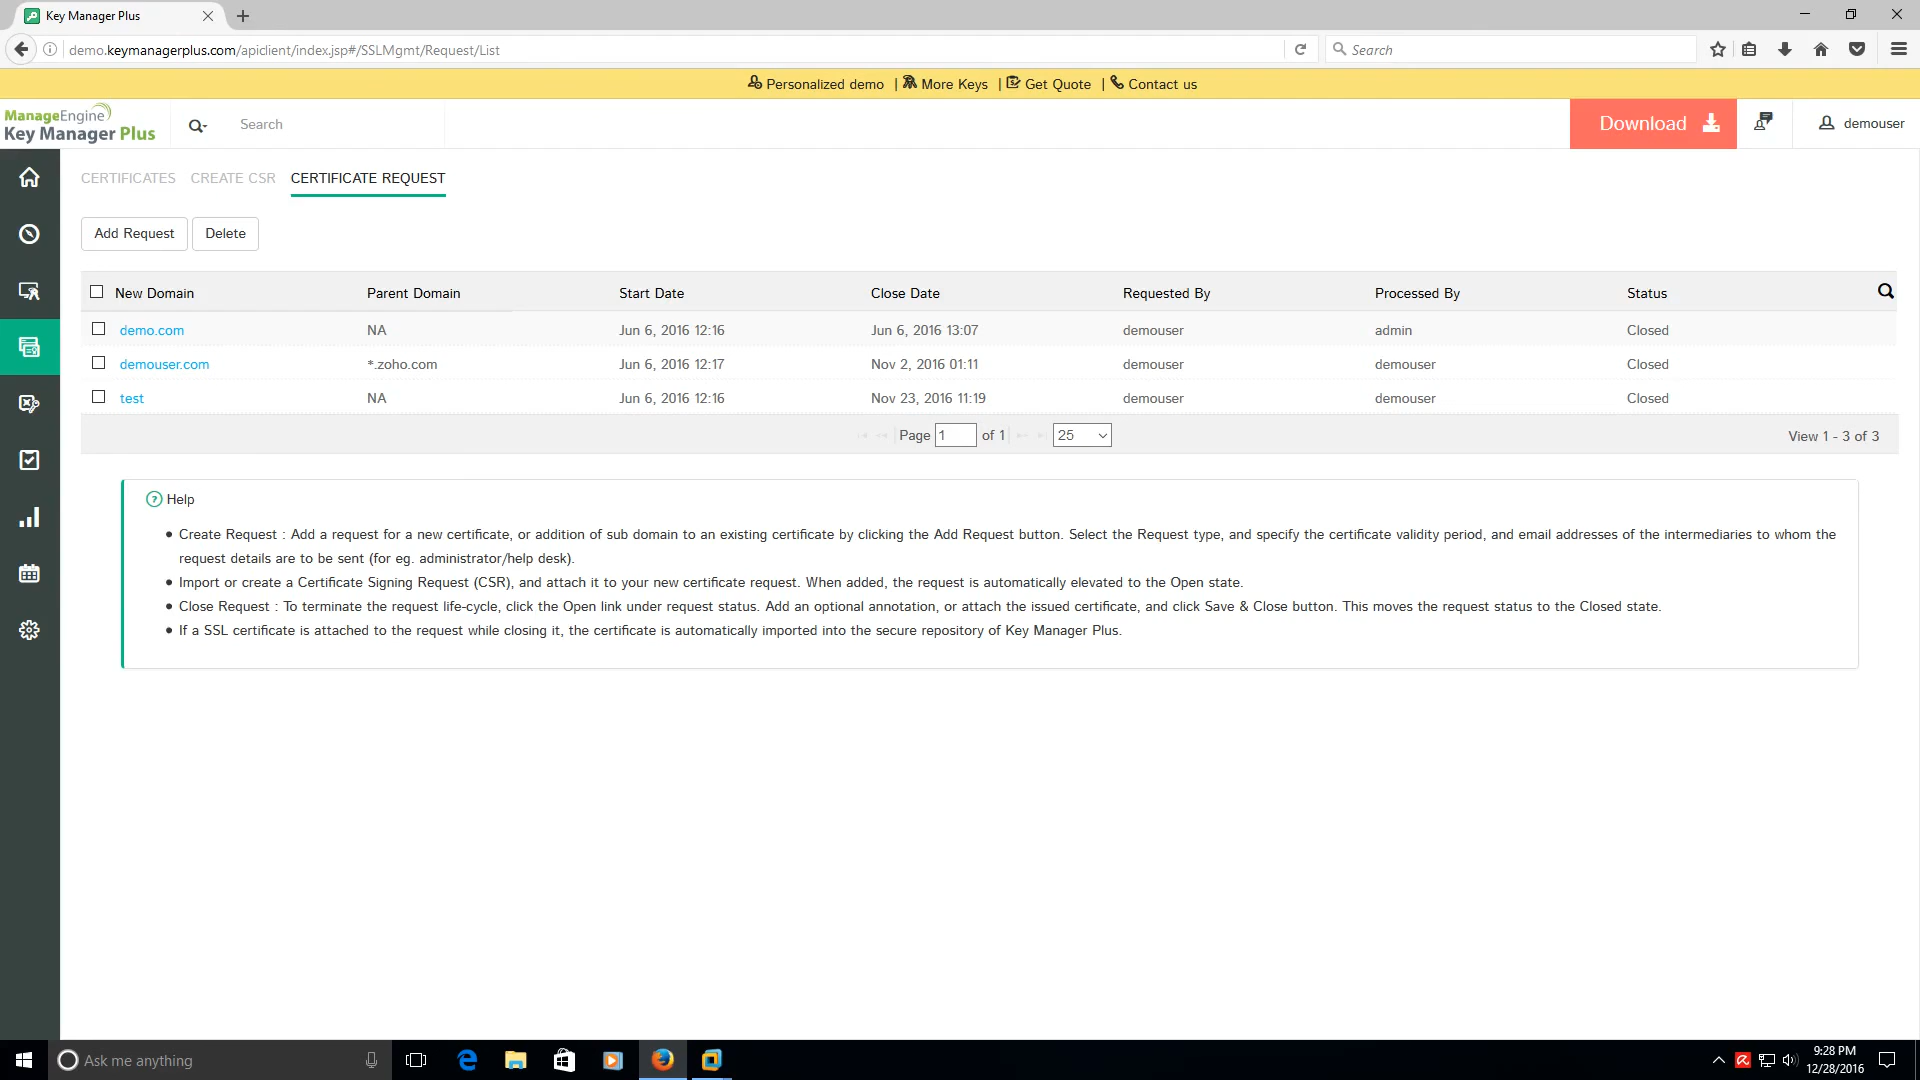 Key Manager Plus
demo.keymanagerplus.com/apiclient/index.jsp#/SSLMgmt/Request/List
Search
Personalized demo | More Keys | Get Quote | Contact us
ManageEngine
Key Manager Plus
Search
Download
demouser
CERTIFICATES CREATE CSR CERTIFICATE REQUEST
Add Request Delete
New Domain Parent Domain Start Date Close Date Requested By Processed By Status
demo.com NA Jun 6, 2016 12:16 Jun 6, 2016 13:07 demouser admin Closed
demouser.com *.zoho.com Jun 6, 2016 12:17 Nov 2, 2016 01:11 demouser demouser Closed
test NA Jun 6, 2016 12:16 Nov 23, 2016 11:19 demouser demouser Closed
Page 1 of 1 25 View 1 - 3 of 3
? Help
• Create Request : Add a request for a new certificate, or addition of sub domain to an existing certificate by clicking the Add Request button. Select the Request type, and specify the certificate validity period, and email addresses of the intermediaries to whom the
request details are to be sent (for eg. administrator/help desk).
• Import or create a Certificate Signing Request (CSR), and attach it to your new certificate request. When added, the request is automatically elevated to the Open state.
• Close Request : To terminate the request life-cycle, click the Open link under request status. Add an optional annotation, or attach the issued certificate, and click Save & Close button. This moves the request status to the Closed state.
• If a SSL certificate is attached to the request while closing it, the certificate is automatically imported into the secure repository of Key Manager Plus.
Ask me anything
9:28 PM
12/28/2016